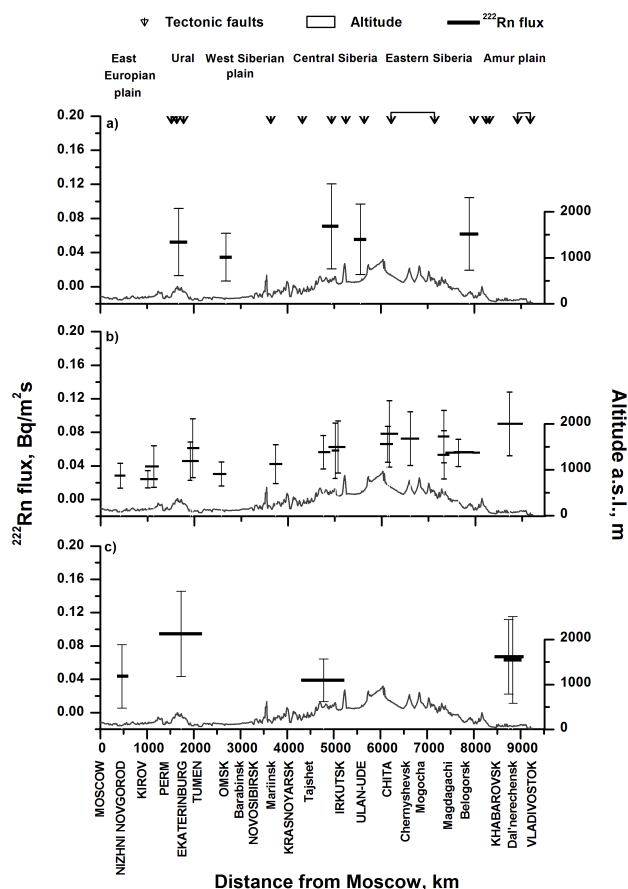 Tectonic faults Altitude ²²²Rn flux
East Europian plain
Ural
West Siberian plain
Central Siberia
Eastern Siberia
Amur plain
a)
0.20
0.16
0.12
0.08
0.04
0.00
2000
1000
0
b)
0.20
0.16
0.12
0.08
0.04
0.00
2000
1000
0
c)
0.20
0.16
0.12
0.08
0.04
0.00
2000
1000
0
²²²Rn flux, Bq/m²s
Altitude a.s.l., m
0 1000 2000 3000 4000 5000 6000 7000 8000 9000
MOSCOW
NIZHNI NOVGOROD
KIROV
PERM
EKATERINBURG
TUMEN
OMSK
Barabinsk
NOVOSIBIRSK
Mariinsk
KRASNOYARSK
Tajshet
IRKUTSK
ULAN-UDE
CHITA
Chernyshevsk
Mogocha
Magdagachi
Belogorsk
KHABAROVSK
Dal'nerechensk
VLADIVOSTOK
Distance from Moscow, km